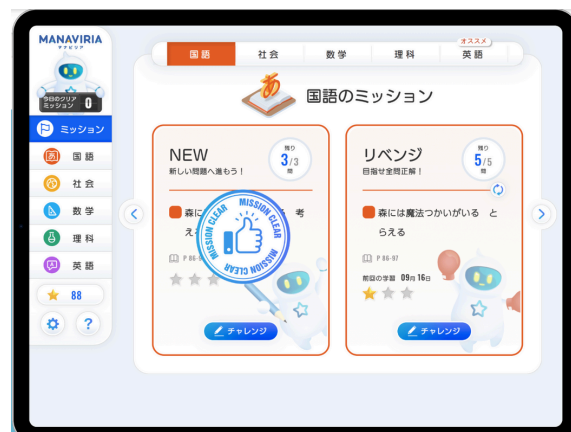 MANAVIRIA
マナビリア
今日のクリア
ミッション 0
ミッション
国語
社会
数学
理科
英語
88
?
国語
社会
数学
理科
オススメ
英語
あ
国語のミッション
NEW
新しい問題へ進もう！
残り
3/3
問
森に
考
え
P 86-9
MISSION CLEAR MISSION CLEAR MISSION CLEAR
チャレンジ
リベンジ
目指せ全問正解！
残り
5/5
問
森には魔法つかいがいる と
らえる
P 86-97
前回の学習 09月16日
チャレンジ